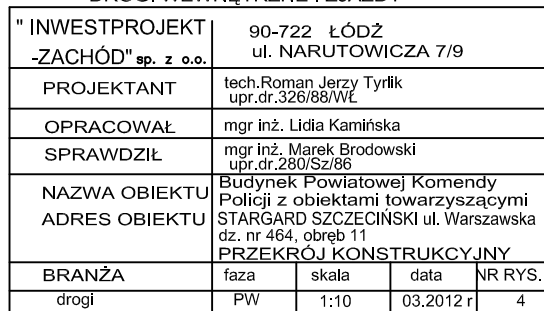 " INWESTPROJEKT
-ZACHÓD" sp. z o.o.
90-722 ŁÓDŹ
ul. NARUTOWICZA 7/9
PROJEKTANT
tech.Roman Jerzy Tyrlik
upr.dr.326/88/WŁ
OPRACOWAŁ
mgr inż. Lidia Kamińska
SPRAWDZIŁ
mgr inż. Marek Brodowski
upr.dr.280/Sz/86
NAZWA OBIEKTU
Budynek Powiatowej Komendy
Policji z obiektami towarzyszącymi
ADRES OBIEKTU
STARGARD SZCZECIŃSKI ul. Warszawska
dz. nr 464, obręb 11
PRZEKRÓJ KONSTRUKCYJNY
BRANŻA faza skala data NR RYS.
drogi PW 1:10 03.2012 r 4